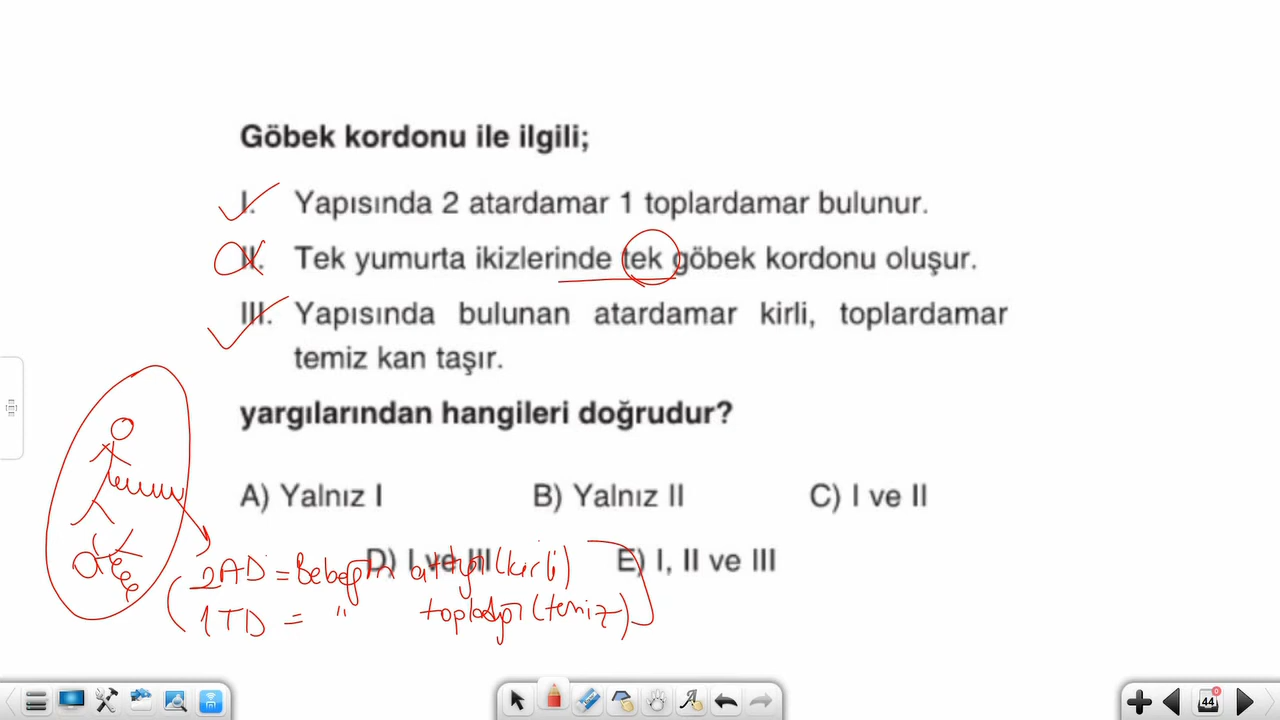 Göbek kordonu ile ilgili;
I. Yapısında 2 atardamar 1 toplardamar bulunur.
II. Tek yumurta ikizlerinde tek göbek kordonu oluşur.
III. Yapısında bulunan atardamar kirli, toplardamar
temiz kan taşır.
yargılarından hangileri doğrudur?
A) Yalnız I B) Yalnız II C) I ve II
D) I ve III E) I, II ve III
(2AD = Bebeğin attığı (kirli)
1TD = " topladığı (temiz)
44
0